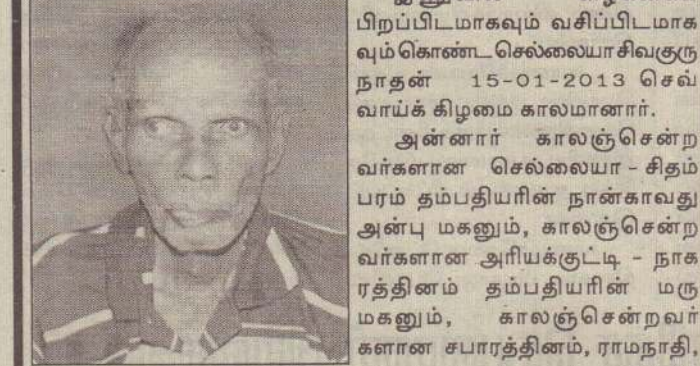 பிறப்பிடமாகவும் வசிப்பிடமாக
வும் கொண்ட செல்லையா சிவகுரு
நாதன் 15-01-2013 செவ்
வாய்க் கிழமை காலமானார்.
அன்னார் காலஞ்சென்ற
வர்களான செல்லையா - சிதம்
பரம் தம்பதியரின் நான்காவது
அன்பு மகனும், காலஞ்சென்ற
வர்களான அரியக்குட்டி - நாக
ரத்தினம் தம்பதியரின் மரு
மகனும், காலஞ்சென்றவர்
களான சபாரத்தினம், ராமநாதி,